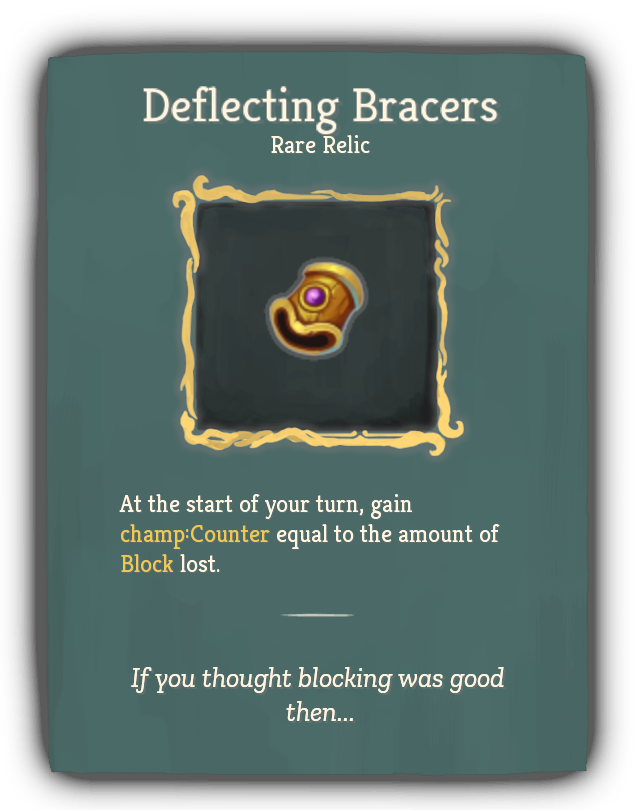 Deflecting Bracers
Rare Relic
At the start of your turn, gain
champ:Counter equal to the amount of
Block lost.
If you thought blocking was good
then...